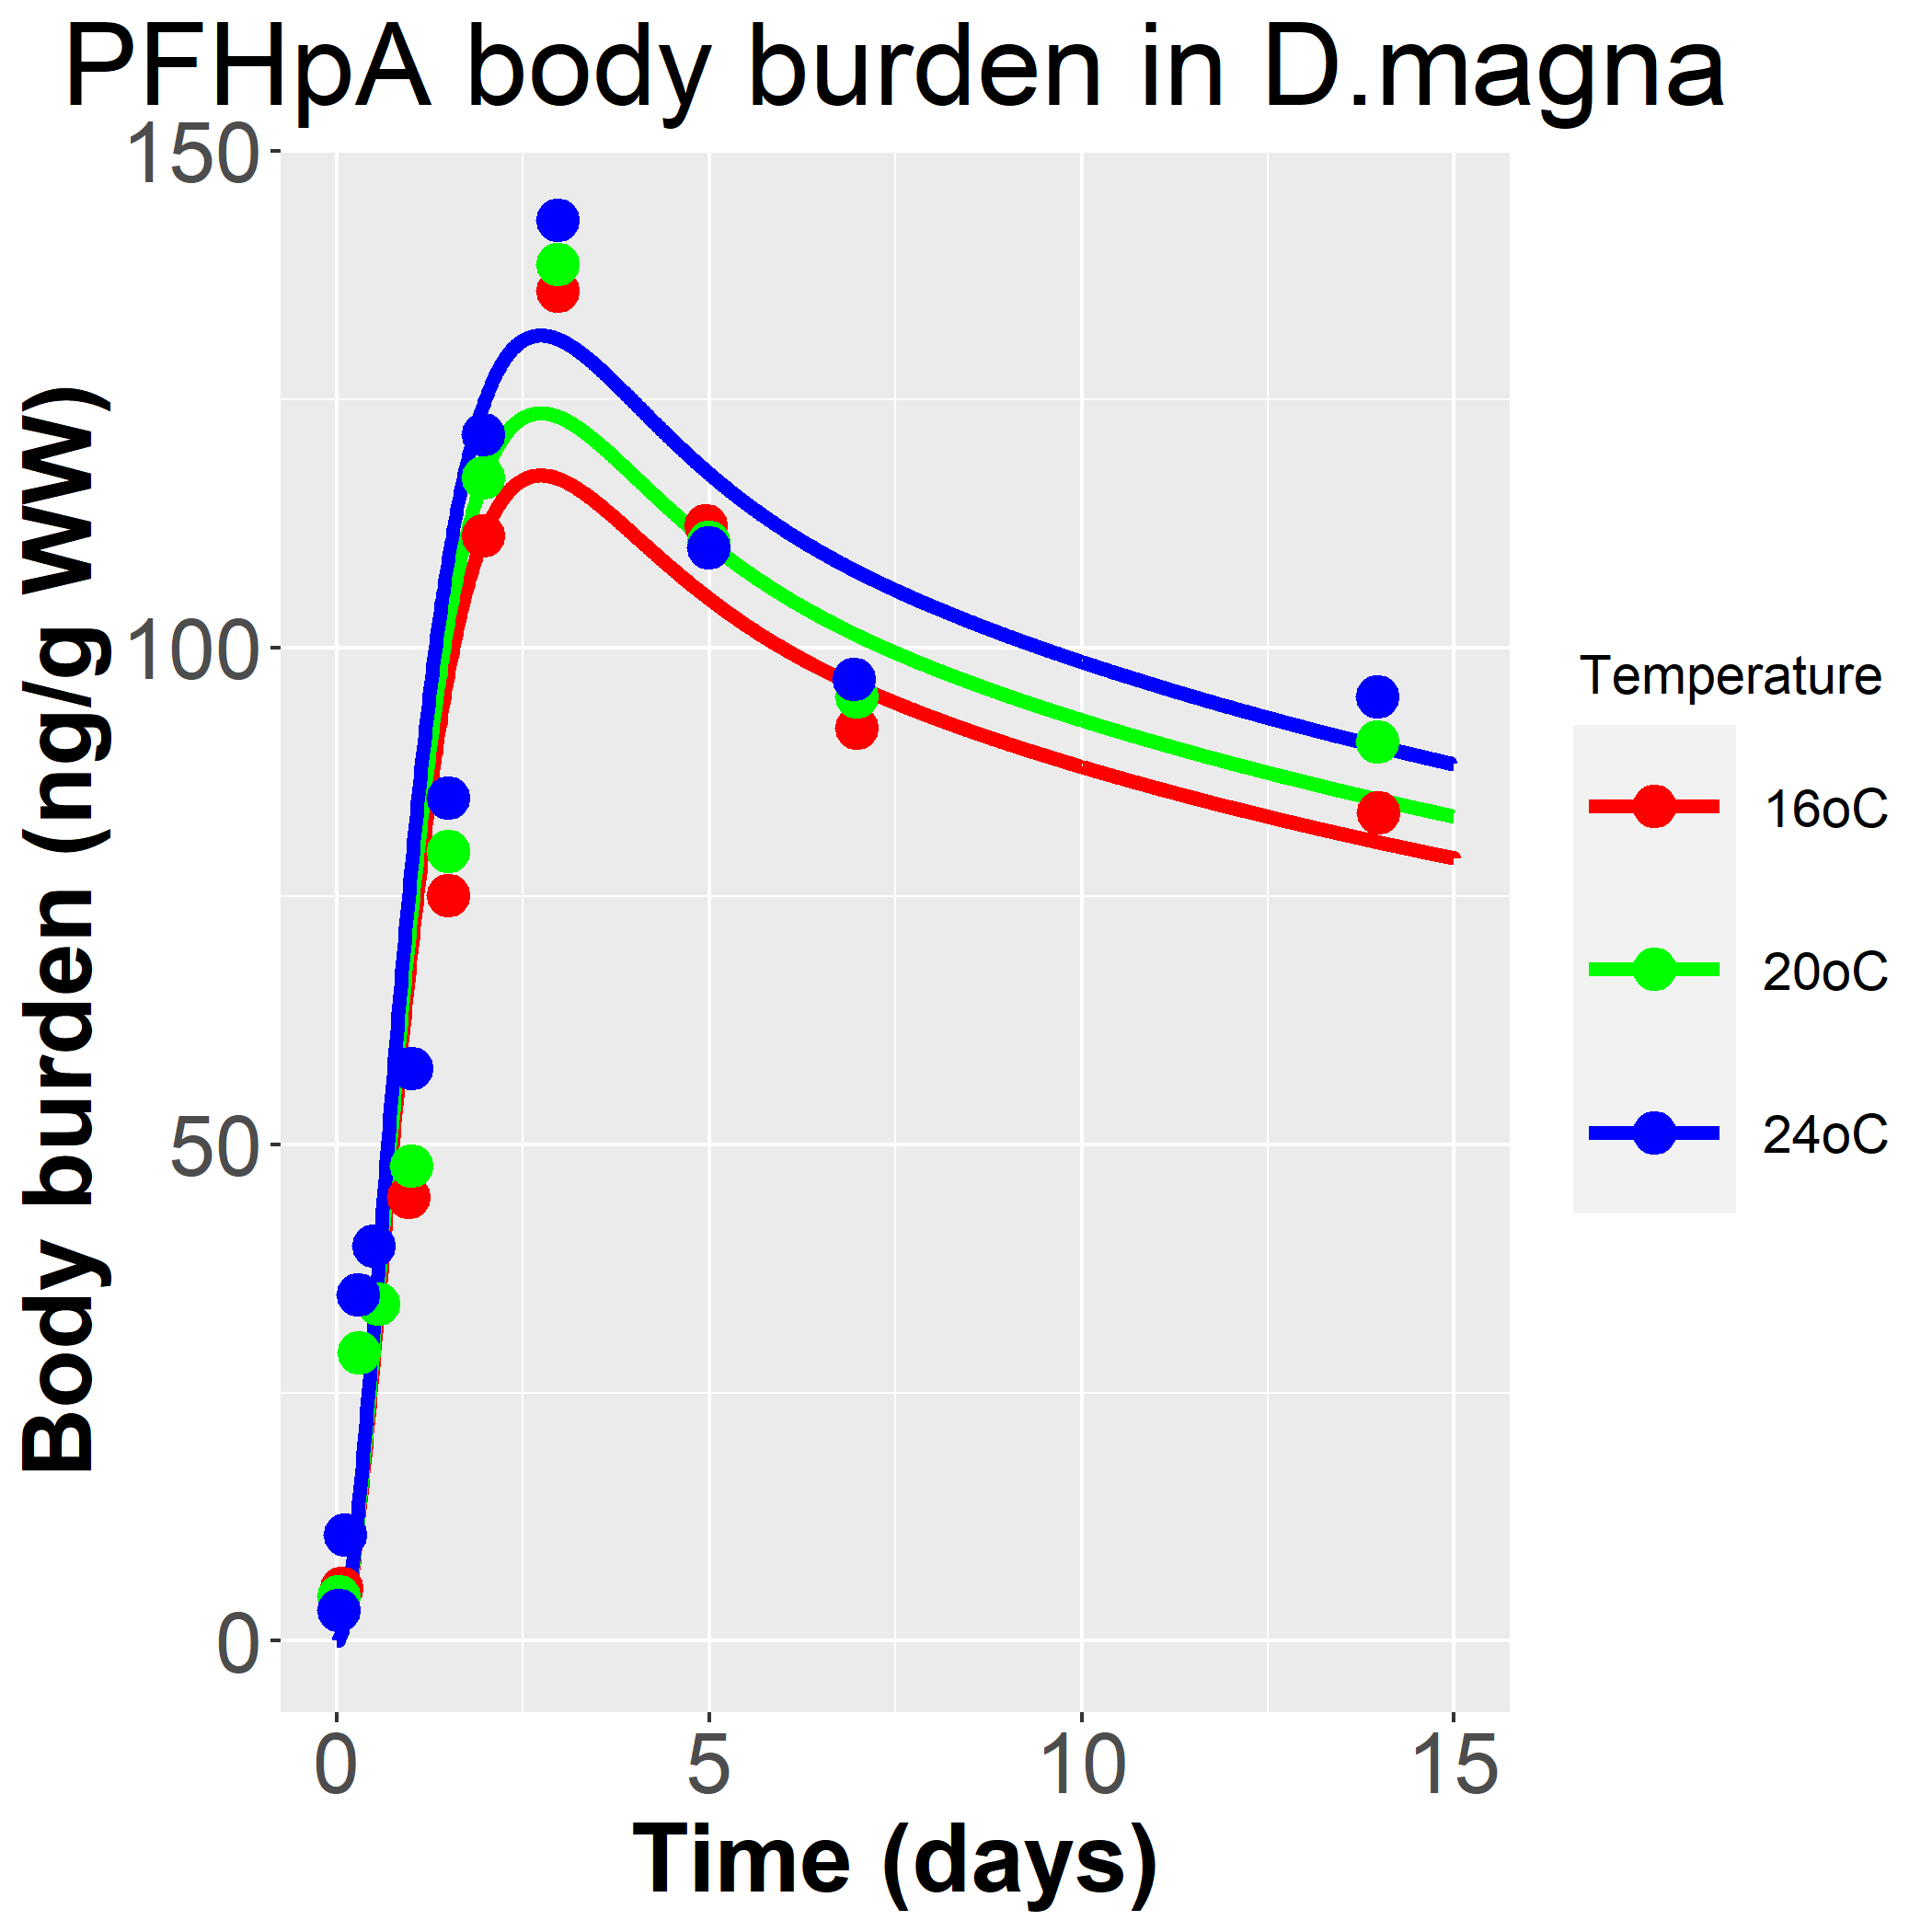 PFHpA body burden in D.magna
Body burden (ng/g WW)
150
100
50
0
0 5 10 15
Time (days)
Temperature
16oC
20oC
24oC